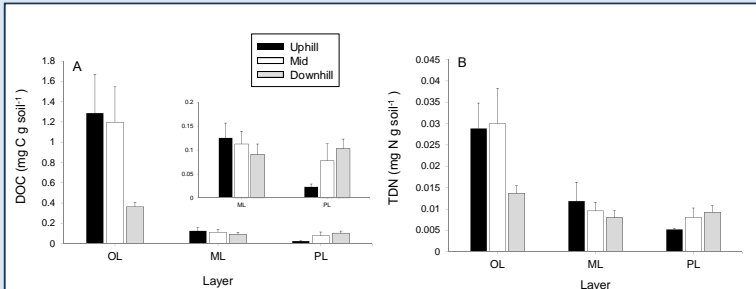 Uphill
Mid
Downhill
A
DOC (mg C g soil⁻¹)
1.8
1.6
1.4
1.2
1
0.8
0.6
0.4
0.2
0
OL
ML
PL
Layer
0.2
0.15
0.1
0.05
0
ML
PL
B
TDN (mg N g soil⁻¹)
0.045
0.04
0.035
0.03
0.025
0.02
0.015
0.01
0.005
0
OL
ML
PL
Layer